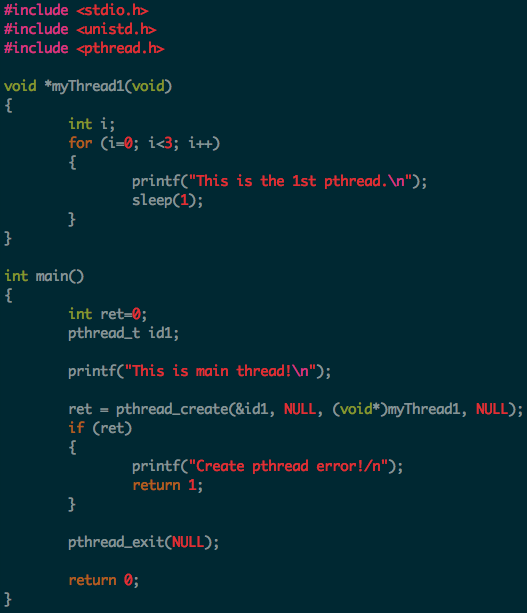 #include <stdio.h>
#include <unistd.h>
#include <pthread.h>

void *myThread1(void)
{
        int i;
        for (i=0; i<3; i++)
        {
                printf("This is the 1st pthread.\n");
                sleep(1);
        }
}

int main()
{
        int ret=0;
        pthread_t id1;

        printf("This is main thread!\n");

        ret = pthread_create(&id1, NULL, (void*)myThread1, NULL);
        if (ret)
        {
                printf("Create pthread error!/n");
                return 1;
        }

        pthread_exit(NULL);

        return 0;
}